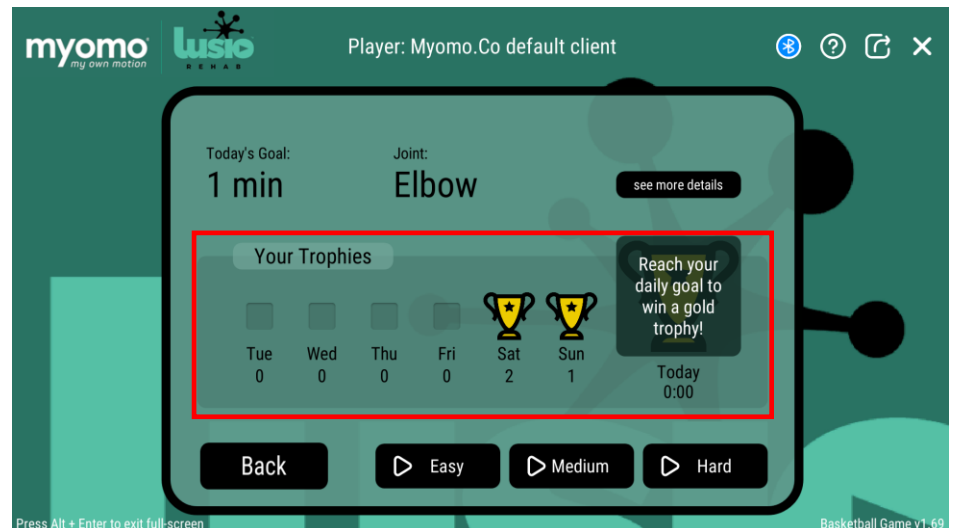 myomo
my own motion
LUSIO
REHAB
Player: Myomo.Co default client
Today's Goal:
1 min
Joint:
Elbow
see more details
Your Trophies
Reach your
daily goal to
win a gold
trophy!
Tue Wed Thu Fri Sat Sun
0 0 0 0 2 1
Today
0:00
Back
Easy
Medium
Hard
Press Alt + Enter to exit full-screen
Basketball Game v1.69